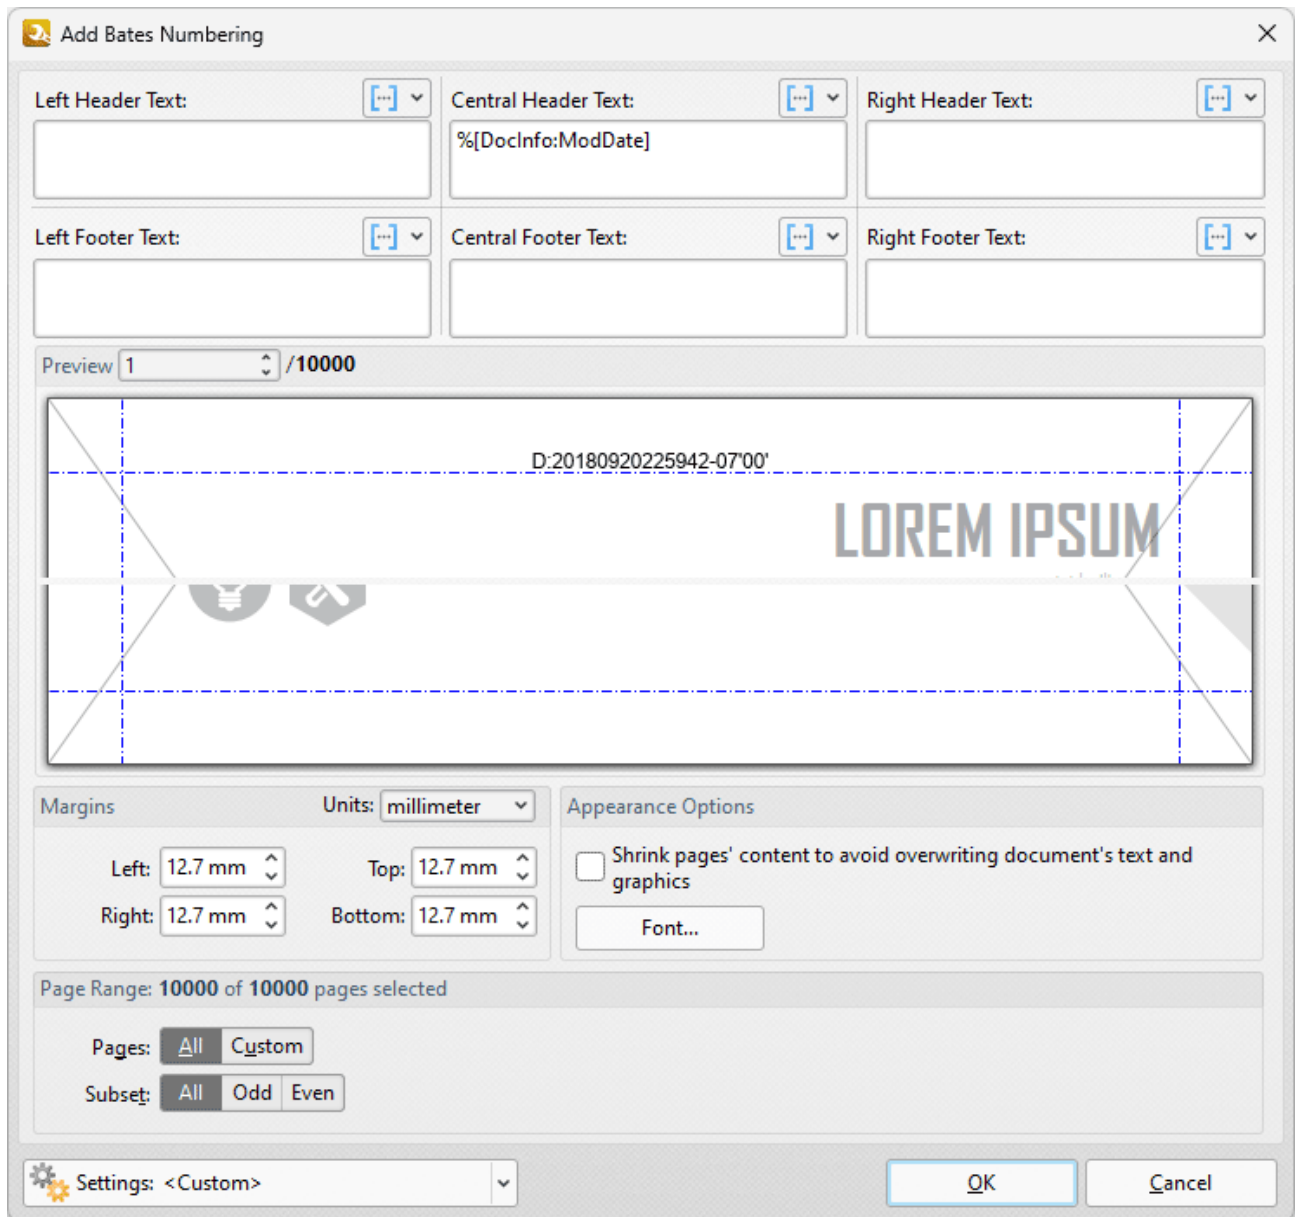 Add Bates Numbering
Left Header Text:
Central Header Text:
Right Header Text:
%[DocInfo:ModDate]
Left Footer Text:
Central Footer Text:
Right Footer Text:
Preview 1 /10000
D:20180920225942-07'00'
LOREM IPSUM
Margins
Units: millimeter
Appearance Options
Left: 12.7 mm
Top: 12.7 mm
Shrink pages' content to avoid overwriting document's text and
graphics
Right: 12.7 mm
Bottom: 12.7 mm
Font...
Page Range: 10000 of 10000 pages selected
Pages: All Custom
Subset: All Odd Even
Settings: <Custom>
OK
Cancel